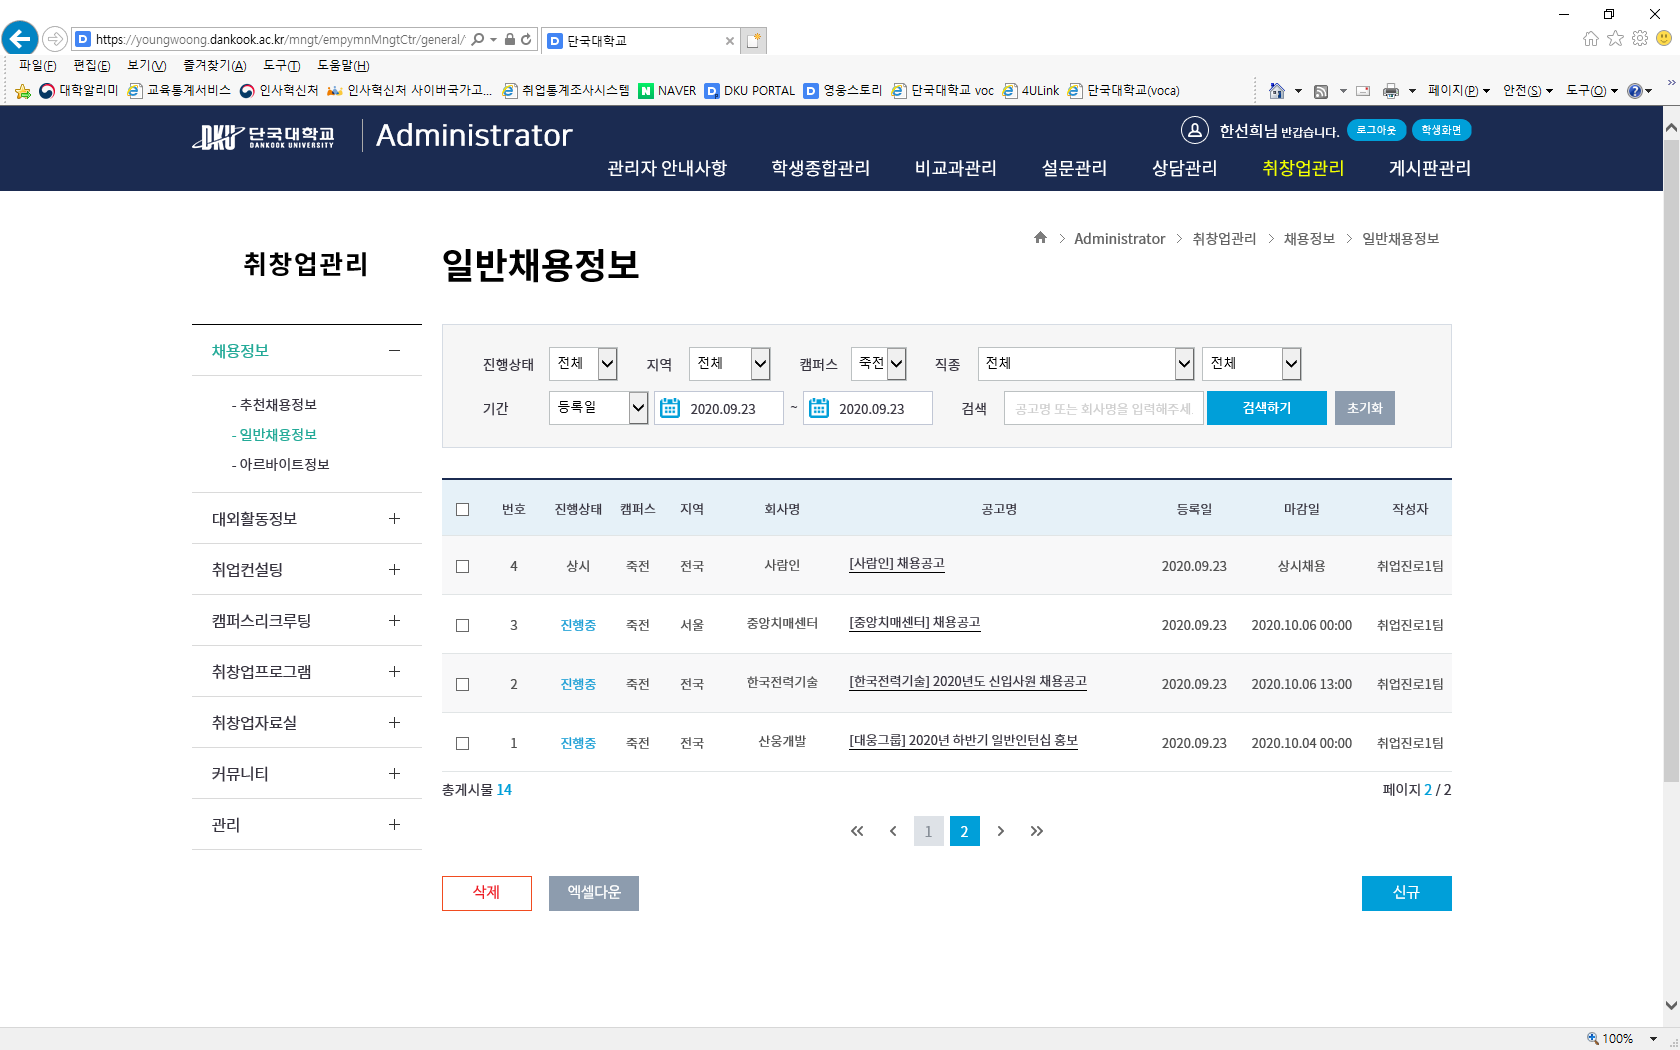 https://youngwoong.dankook.ac.kr/mngt/empymnMngtCtr/general/
단국대학교
파일(F) 편집(E) 보기(V) 즐겨찾기(A) 도구(T) 도움말(H)
대학알리미 교육통계서비스 인사혁신처 인사혁신처 사이버국가고... 취업통계조사시스템 NAVER DKU PORTAL 영웅스토리 단국대학교 voc 4ULink 단국대학교(voca)
페이지(P) 안전(S) 도구(O)
DKU 단국대학교 DANKOOK UNIVERSITY Administrator
한선희님 반갑습니다. 로그아웃 학생화면
관리자 안내사항 학생종합관리 비교과관리 설문관리 상담관리 취창업관리 게시판관리
Administrator 취창업관리 채용정보 일반채용정보
취창업관리
채용정보
- 추천채용정보
- 일반채용정보
- 아르바이트정보
대외활동정보
취업컨설팅
캠퍼스리크루팅
취창업프로그램
취창업자료실
커뮤니티
관리
일반채용정보
진행상태 전체 지역 전체 캠퍼스 죽전 직종 전체 전체
기간 등록일 2020.09.23 ~ 2020.09.23 검색 공고명 또는 회사명을 입력해주세. 검색하기 초기화
번호 진행상태 캠퍼스 지역 회사명 공고명 등록일 마감일 작성자
4 상시 죽전 전국 사람인 [사람인] 채용공고 2020.09.23 상시채용 취업진로1팀
3 진행중 죽전 서울 중앙치매센터 [중앙치매센터] 채용공고 2020.09.23 2020.10.06 00:00 취업진로1팀
2 진행중 죽전 전국 한국전력기술 [한국전력기술] 2020년도 신입사원 채용공고 2020.09.23 2020.10.06 13:00 취업진로1팀
1 진행중 죽전 전국 산웅개발 [대웅그룹] 2020년 하반기 일반인턴십 홍보 2020.09.23 2020.10.04 00:00 취업진로1팀
총게시물 14 페이지 2 / 2
1 2
삭제 엑셀다운 신규
100%